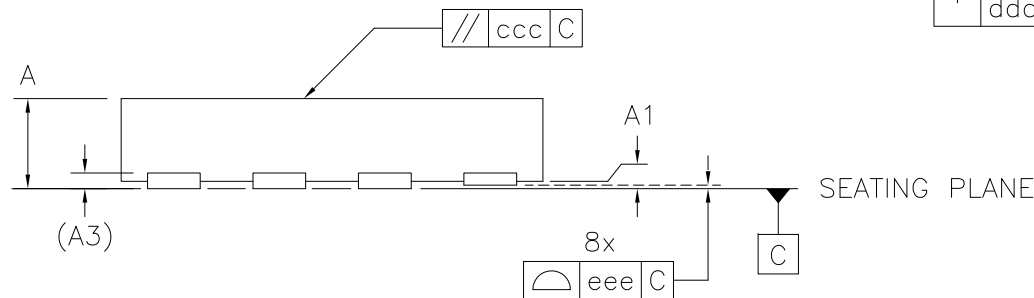 // ccc C
A
A1
SEATING PLANE
(A3)
8x
C
eee C